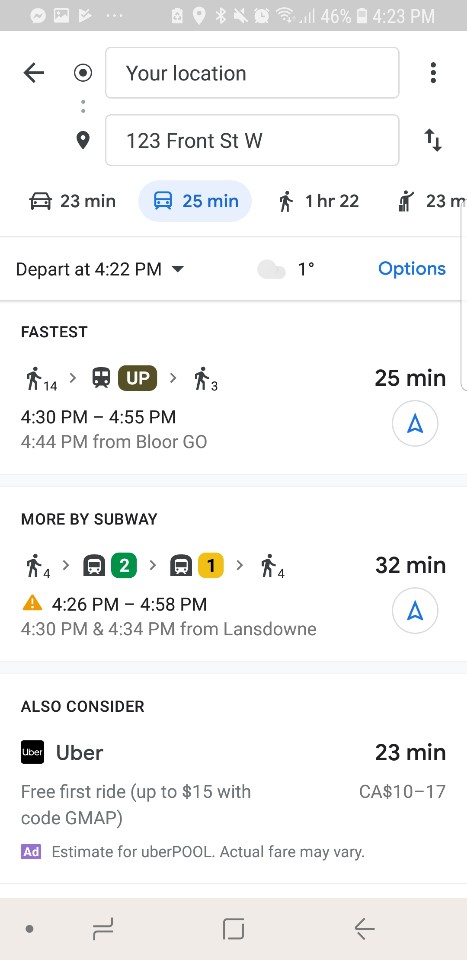 46% 4:23 PM
Your location
123 Front St W
23 min 25 min 1 hr 22 23 m
Depart at 4:22 PM 1° Options
FASTEST
14 UP 3 25 min
4:30 PM – 4:55 PM
4:44 PM from Bloor GO
MORE BY SUBWAY
4 2 1 4 32 min
4:26 PM – 4:58 PM
4:30 PM & 4:34 PM from Lansdowne
ALSO CONSIDER
Uber Uber 23 min
Free first ride (up to $15 with CA$10–17
code GMAP)
Ad Estimate for uberPOOL. Actual fare may vary.